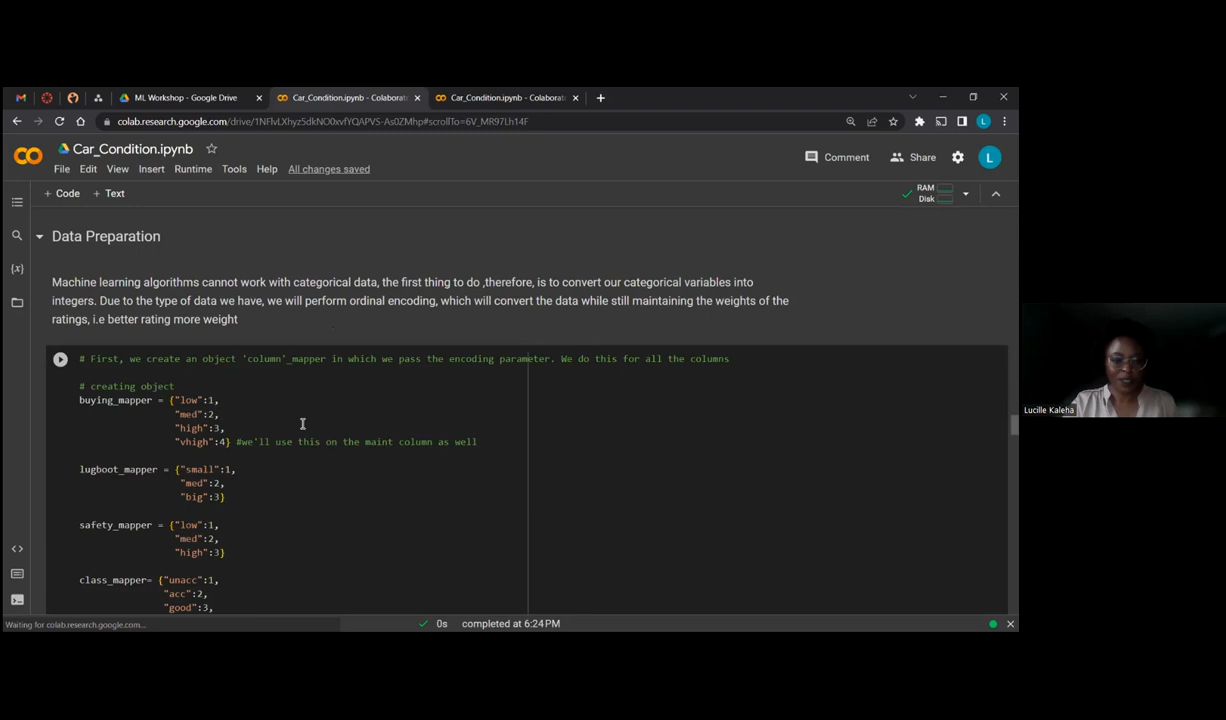 ML Workshop - Google Drive
Car_Condition.ipynb - Colaborat
Car_Condition.ipynb - Colaborat
colab.research.google.com/drive/1NFlvLXhyz5dkNO0xvfYQAPVS-As0ZMhp#scrollTo=6V_MR97Lh14F
L
Car_Condition.ipynb
Comment
Share
L
File Edit View Insert Runtime Tools Help All changes saved
+ Code + Text
RAM
Disk
Data Preparation
Machine learning algorithms cannot work with categorical data, the first thing to do ,therefore, is to convert our categorical variables into
integers. Due to the type of data we have, we will perform ordinal encoding, which will convert the data while still maintaining the weights of the
ratings, i.e better rating more weight
# First, we create an object 'column'_mapper in which we pass the encoding parameter. We do this for all the columns
# creating object
buying_mapper = {"low":1,
"med":2,
"high":3,
"vhigh":4} #we'll use this on the maint column as well
lugboot_mapper = {"small":1,
"med":2,
"big":3}
safety_mapper = {"low":1,
"med":2,
"high":3}
class_mapper= {"unacc":1,
"acc":2,
"good":3,
Waiting for colab.research.google.com...
0s completed at 6:24 PM
Lucille Kaleha